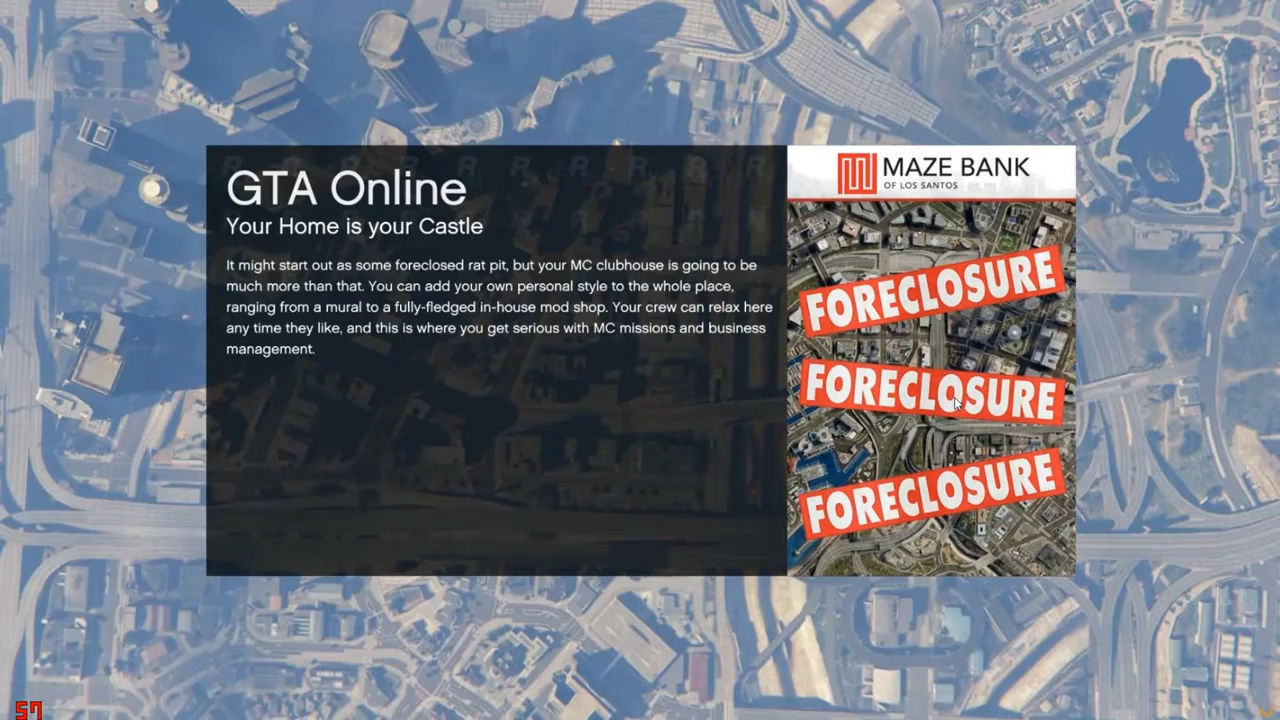 GTA Online
Your Home is your Castle
It might start out as some foreclosed rat pit, but your MC clubhouse is going to be
much more than that. You can add your own personal style to the whole place,
ranging from a mural to a fully-fledged in-house mod shop. Your crew can relax here
any time they like, and this is where you get serious with MC missions and business
management.
MAZE BANK
OF LOS SANTOS
FORECLOSURE
FORECLOSURE
FORECLOSURE
57